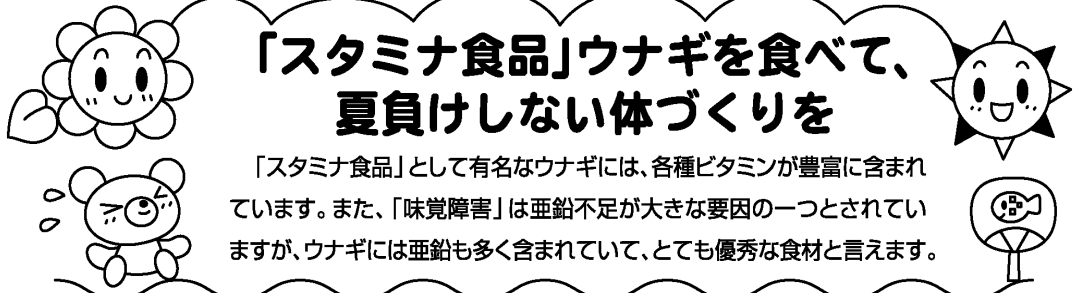 「スタミナ食品」ウナギを食べて、
夏負けしない体づくりを
「スタミナ食品」として有名なウナギには、各種ビタミンが豊富に含まれ
ています。また、「味覚障害」は亜鉛不足が大きな要因の一つとされてい
ますが、ウナギには亜鉛も多く含まれていて、とても優秀な食材と言えます。